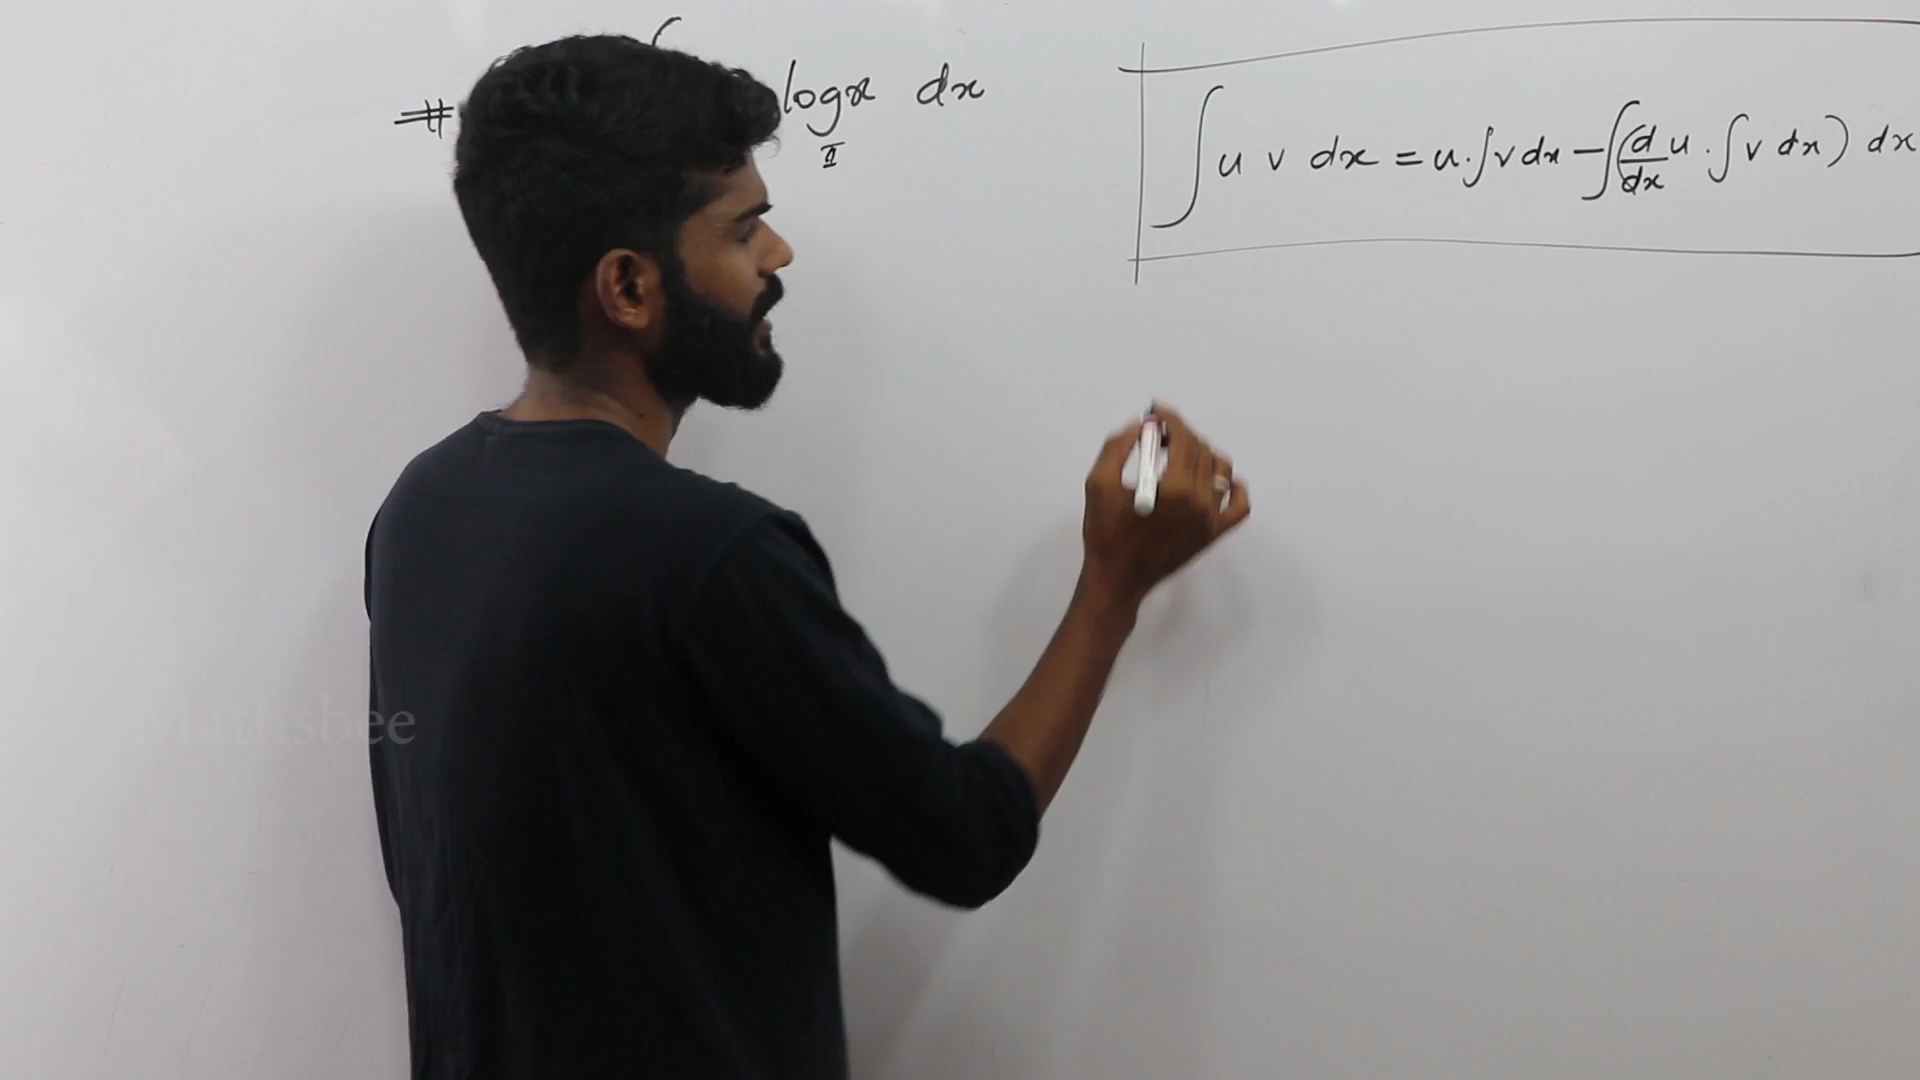 ⇒ ∫ logx dx
II
∫ u v dx = u.∫v dx − ∫(d/dx u . ∫v dx) dx
Mathsbee